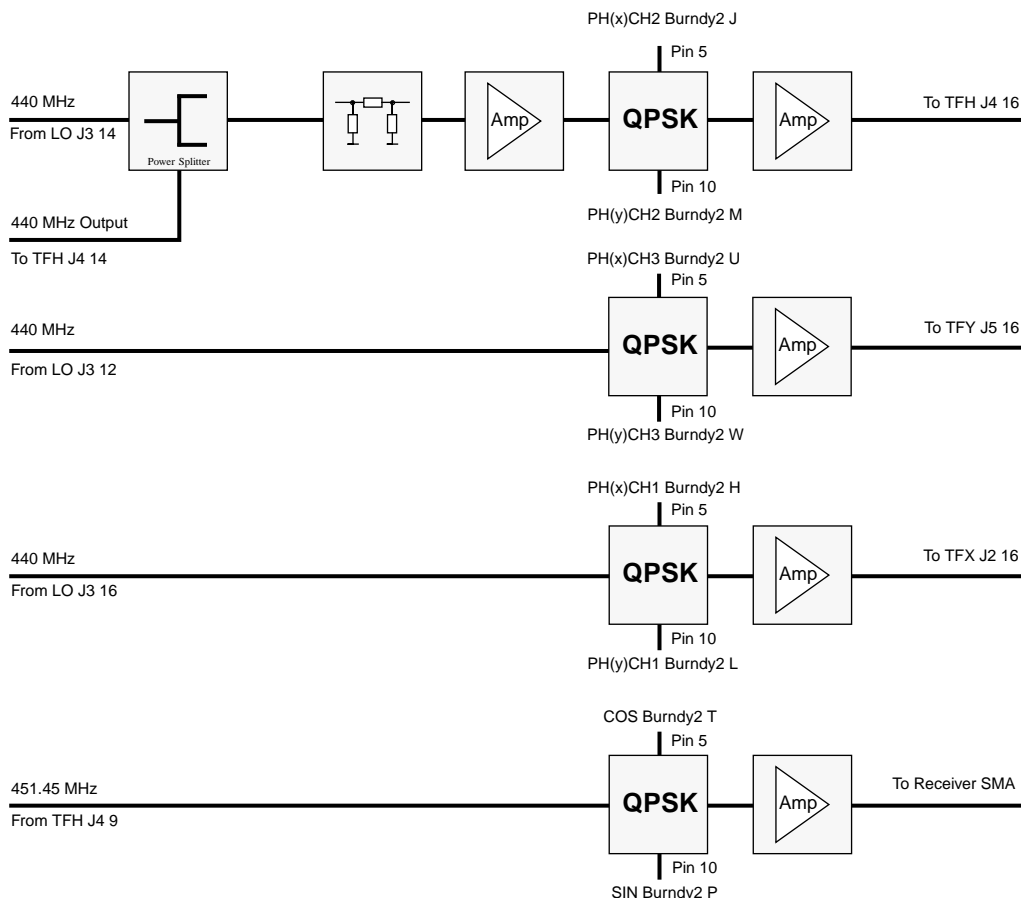 PH(x)CH2 Burndy2 J
Pin 5
440 MHz
From LO J3 14
Power Splitter
Amp
QPSK
Amp
To TFH J4 16
Pin 10
PH(y)CH2 Burndy2 M
440 MHz Output
To TFH J4 14
PH(x)CH3 Burndy2 U
Pin 5
440 MHz
From LO J3 12
QPSK
Amp
To TFY J5 16
Pin 10
PH(y)CH3 Burndy2 W
PH(x)CH1 Burndy2 H
Pin 5
440 MHz
From LO J3 16
QPSK
Amp
To TFX J2 16
Pin 10
PH(y)CH1 Burndy2 L
COS Burndy2 T
Pin 5
451.45 MHz
From TFH J4 9
QPSK
Amp
To Receiver SMA
Pin 10
SIN Burndy2 P